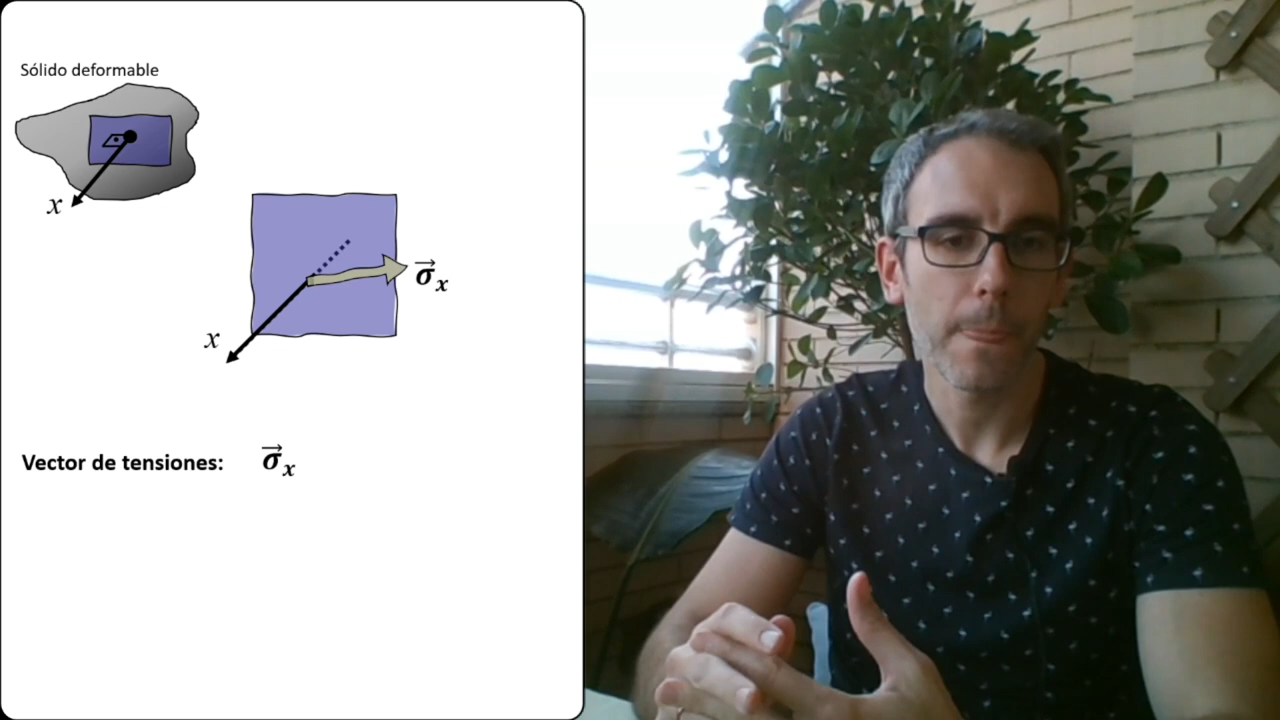 Sólido deformable
x
σ⃗ₓ
x
Vector de tensiones: σ⃗ₓ